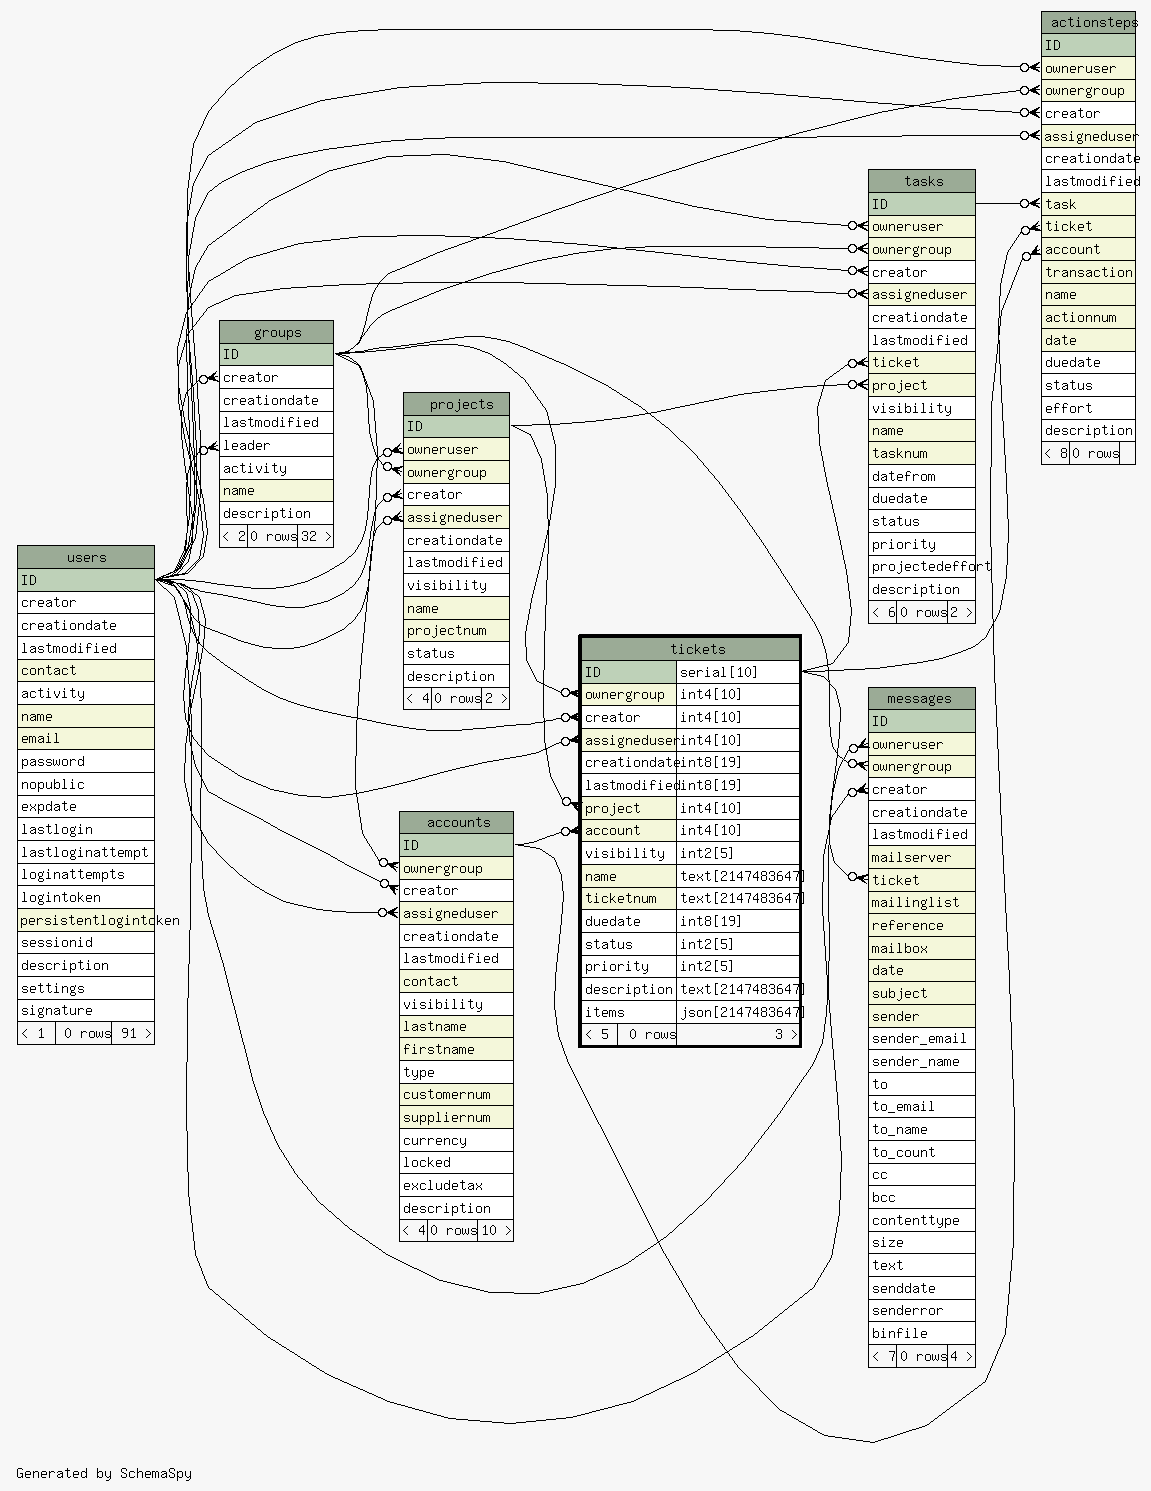 actionsteps
ID
owneruser
ownergroup
creator
assigneduser
creationdate
lastmodified
task
ticket
account
transaction
name
actionnum
date
duedate
status
effort
description
< 8 0 rows
tasks
ID
owneruser
ownergroup
creator
assigneduser
creationdate
lastmodified
ticket
project
visibility
name
tasknum
datefrom
duedate
status
priority
projectedeffort
description
< 6 0 rows 2 >
groups
ID
creator
creationdate
lastmodified
leader
activity
name
description
< 2 0 rows 32 >
projects
ID
owneruser
ownergroup
creator
assigneduser
creationdate
lastmodified
visibility
name
projectnum
status
description
< 4 0 rows 2 >
users
ID
creator
creationdate
lastmodified
contact
activity
name
email
password
nopublic
expdate
lastlogin
lastloginattempt
loginattempts
logintoken
persistentlogintoken
sessionid
description
settings
signature
< 1 0 rows 91 >
tickets
ID serial[10]
ownergroup int4[10]
creator int4[10]
assigneduser int4[10]
creationdate int8[19]
lastmodified int8[19]
project int4[10]
account int4[10]
visibility int2[5]
name text[2147483647]
ticketnum text[2147483647]
duedate int8[19]
status int2[5]
priority int2[5]
description text[2147483647]
items json[2147483647]
< 5 0 rows 3 >
accounts
ID
ownergroup
creator
assigneduser
creationdate
lastmodified
contact
visibility
lastname
firstname
type
customernum
suppliernum
currency
locked
excludetax
description
< 4 0 rows 10 >
messages
ID
owneruser
ownergroup
creator
creationdate
lastmodified
mailserver
ticket
mailinglist
reference
mailbox
date
subject
sender
sender_email
sender_name
to
to_email
to_name
to_count
cc
bcc
contenttype
size
text
senddate
senderror
binfile
< 7 0 rows 4 >
Generated by SchemaSpy